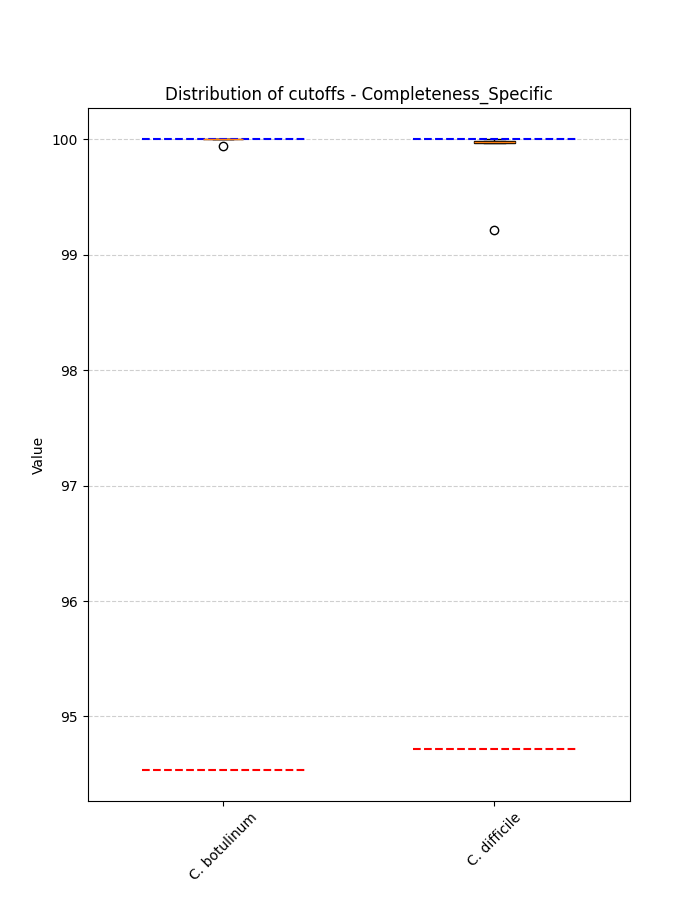 Distribution of cutoffs - Completeness_Specific
100
99
98
97
96
95
Value
C. botulinum
C. difficile